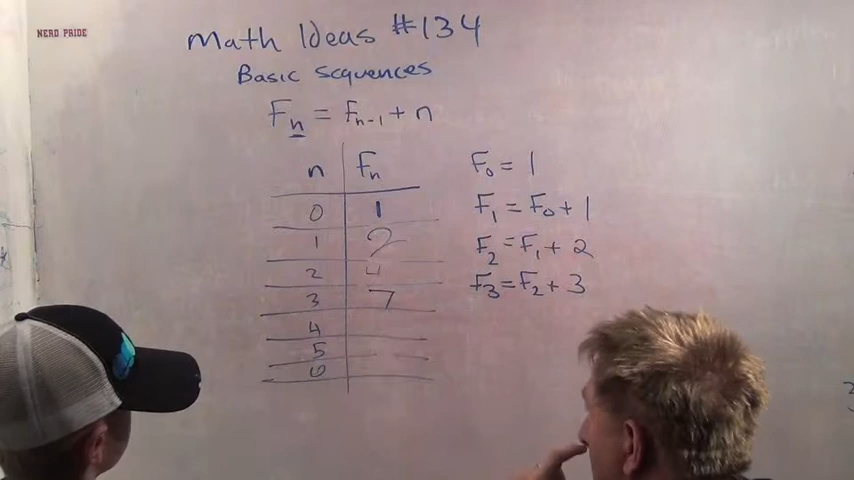 NERD PRIDE
Math Ideas #134
Basic sequences
Fn = Fn-1 + n
n Fn
0 1
1 2
2 4
3 7
4
5
6
F0 = 1
F1 = F0 + 1
F2 = F1 + 2
F3 = F2 + 3